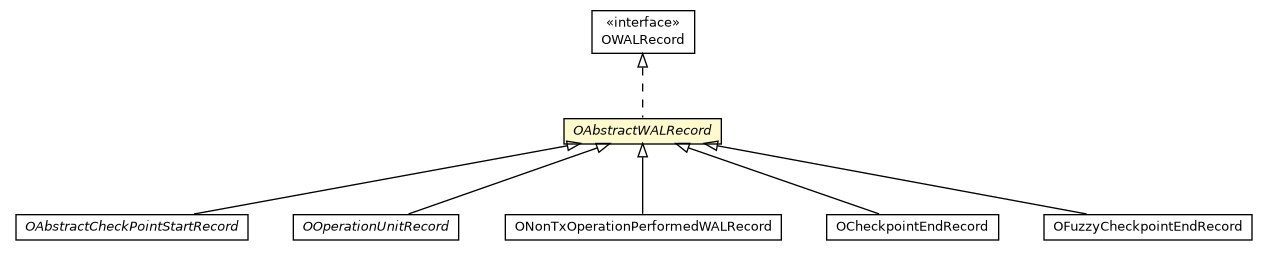 «interface»
OWALRecord
OAbstractWALRecord
OAbstractCheckPointStartRecord
OOperationUnitRecord
ONonTxOperationPerformedWALRecord
OCheckpointEndRecord
OFuzzyCheckpointEndRecord